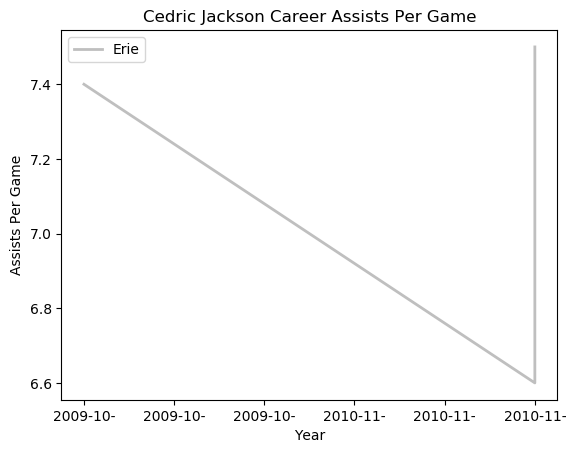 Cedric Jackson Career Assists Per Game
Erie
7.4
7.2
7.0
6.8
6.6
Assists Per Game
2009-10- 2009-10- 2009-10- 2010-11- 2010-11- 2010-11-
Year